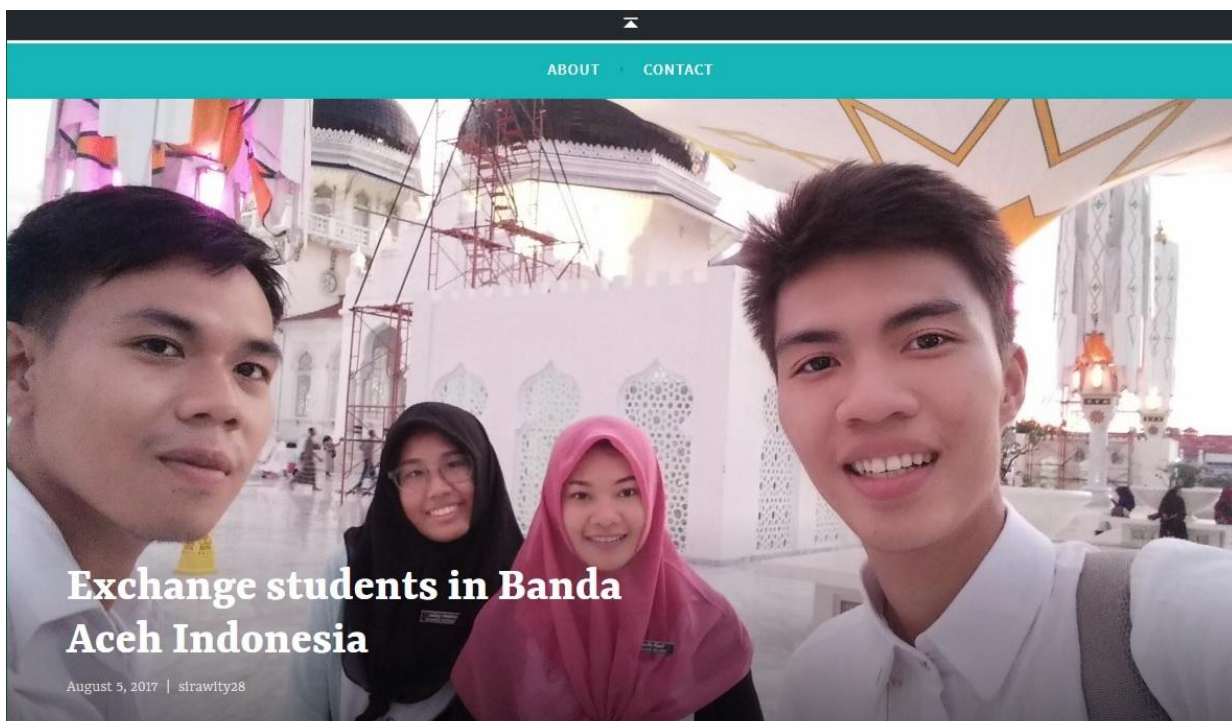 ABOUT · CONTACT
Exchange students in Banda
Aceh Indonesia
August 5, 2017 | sirawity28